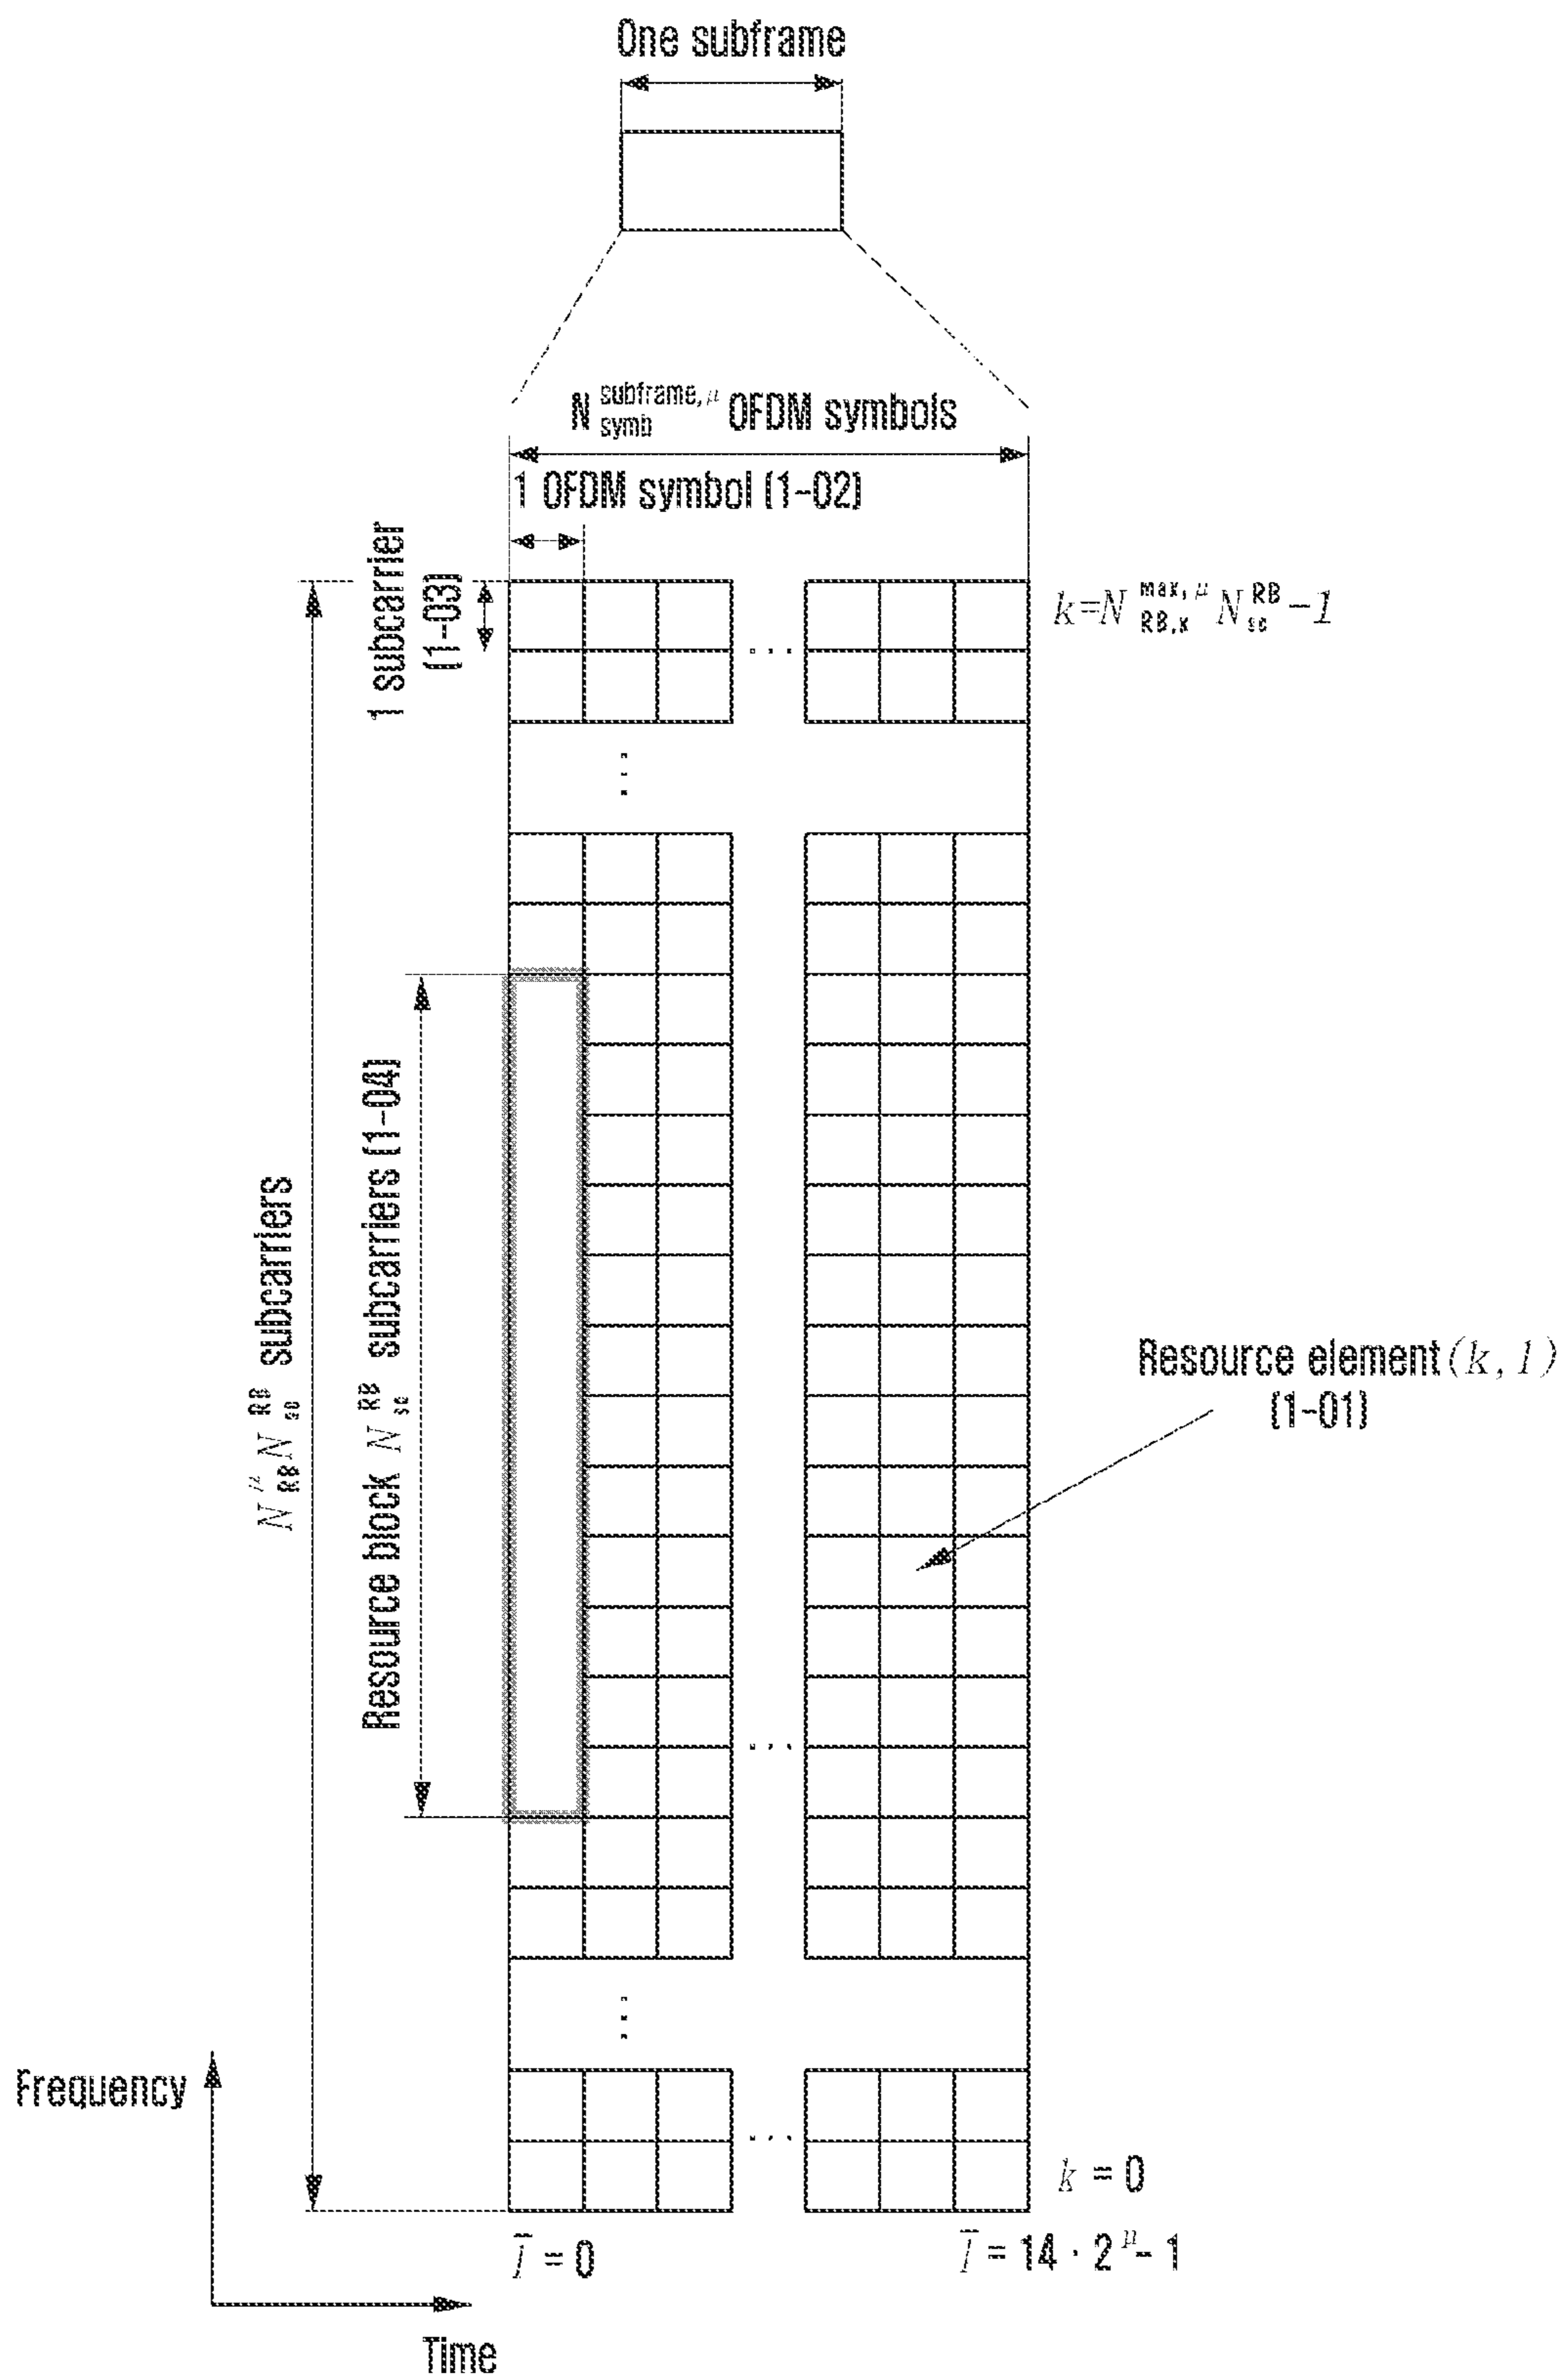 One subframe
N subframe, μ symb OFDM symbols
1 OFDM symbol (1-02)
1 subcarrier
(1-03)
k=N max, μ RB,x N RB sc -1
...
⋮
Resource block N RB sc subcarriers (1-04)
N μ RB N RB sc subcarriers
Resource element (k, l)
(1-01)
...
⋮
Frequency
...
k = 0
l̄ = 0
l̄ = 14 · 2 μ - 1
Time